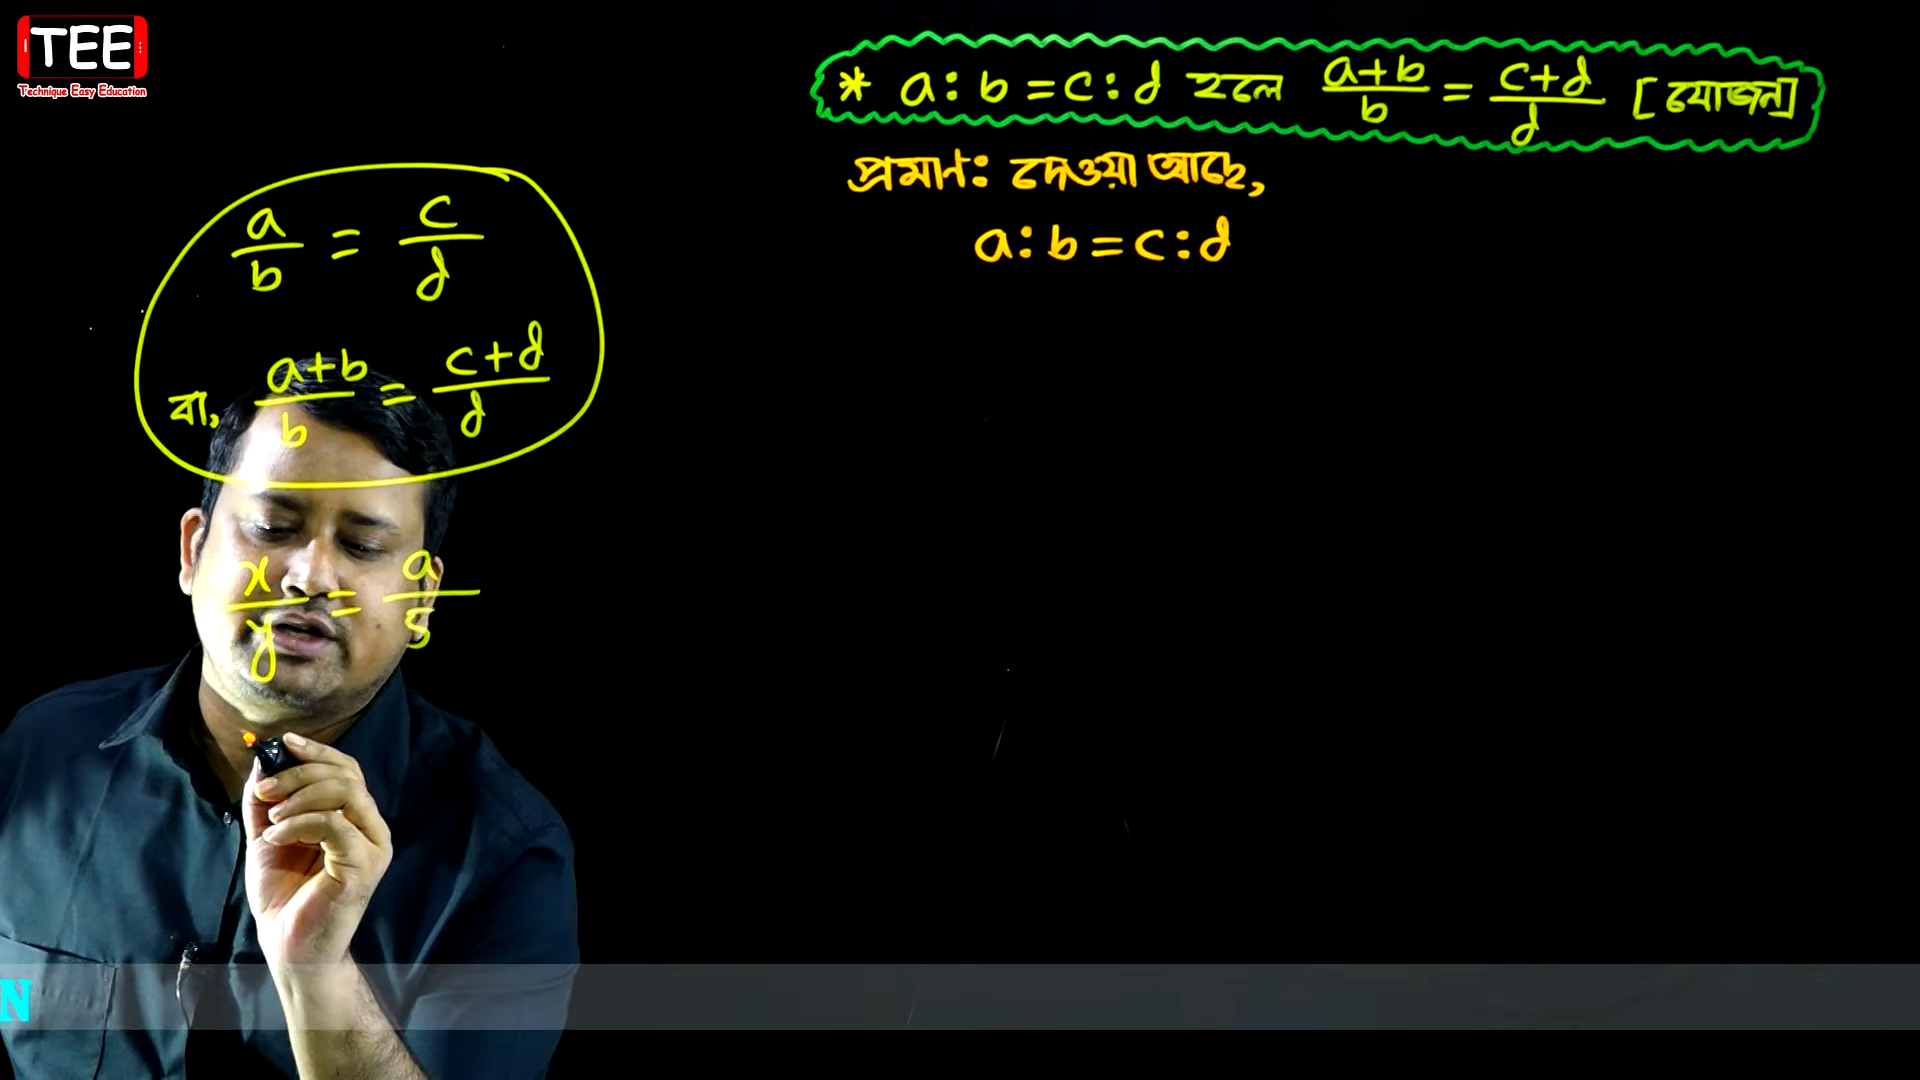 TEE
Technique Easy Education
* a : b = c : d হলে (a+b)/b = (c+d)/d [যোজন]
প্রমাণ: দেওয়া আছে,
a : b = c : d
a/b = c/d
বা, (a+b)/b = (c+d)/d
x/y = a/5
N